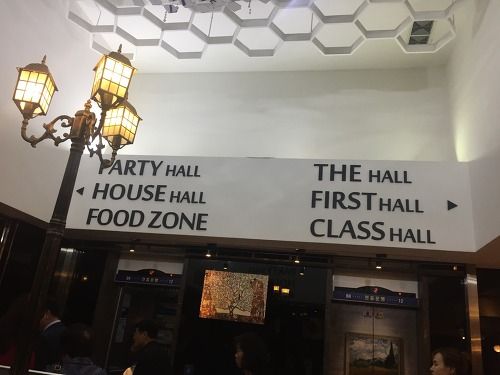 PARTY HALL
HOUSE HALL
FOOD ZONE
THE HALL
FIRST HALL
CLASS HALL